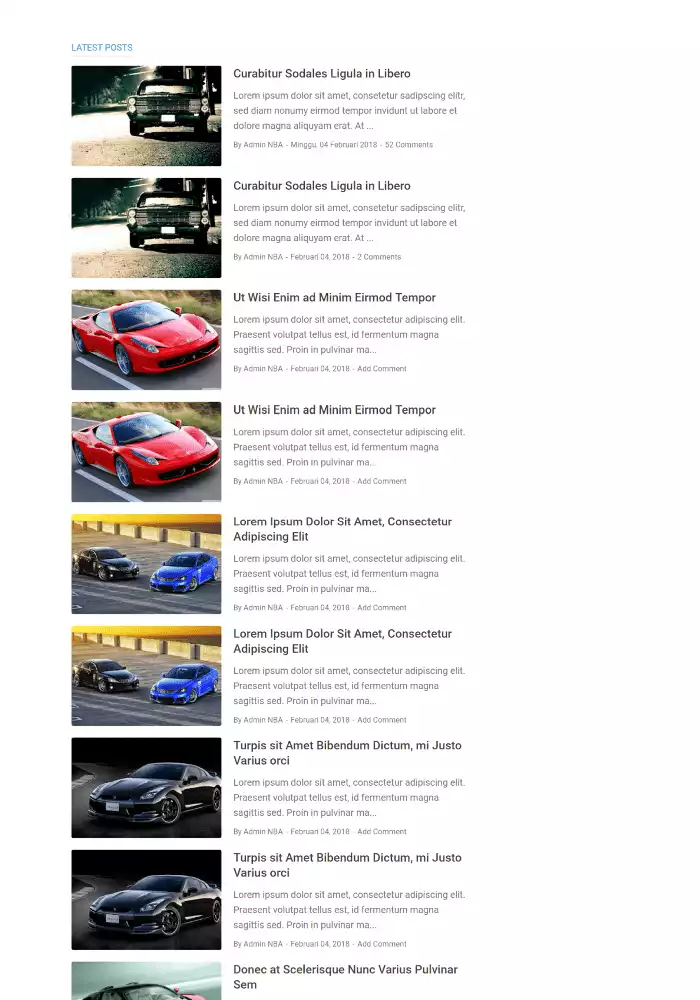 LATEST POSTS
Curabitur Sodales Ligula in Libero
Lorem ipsum dolor sit amet, consetetur sadipscing elitr,
sed diam nonumy eirmod tempor invidunt ut labore et
dolore magna aliquyam erat. At ...
By Admin NBA - Minggu, 04 Februari 2018 - 52 Comments
Curabitur Sodales Ligula in Libero
Lorem ipsum dolor sit amet, consetetur sadipscing elitr,
sed diam nonumy eirmod tempor invidunt ut labore et
dolore magna aliquyam erat. At ...
By Admin NBA - Februari 04, 2018 - 2 Comments
Ut Wisi Enim ad Minim Eirmod Tempor
Lorem ipsum dolor sit amet, consectetur adipiscing elit.
Praesent volutpat tellus est, id fermentum magna
sagittis sed. Proin in pulvinar ma...
By Admin NBA - Februari 04, 2018 - Add Comment
Ut Wisi Enim ad Minim Eirmod Tempor
Lorem ipsum dolor sit amet, consectetur adipiscing elit.
Praesent volutpat tellus est, id fermentum magna
sagittis sed. Proin in pulvinar ma...
By Admin NBA - Februari 04, 2018 - Add Comment
Lorem Ipsum Dolor Sit Amet, Consectetur
Adipiscing Elit
Lorem ipsum dolor sit amet, consectetur adipiscing elit.
Praesent volutpat tellus est, id fermentum magna
sagittis sed. Proin in pulvinar ma...
By Admin NBA - Februari 04, 2018 - Add Comment
Lorem Ipsum Dolor Sit Amet, Consectetur
Adipiscing Elit
Lorem ipsum dolor sit amet, consectetur adipiscing elit.
Praesent volutpat tellus est, id fermentum magna
sagittis sed. Proin in pulvinar ma...
By Admin NBA - Februari 04, 2018 - Add Comment
Turpis sit Amet Bibendum Dictum, mi Justo
Varius orci
Lorem ipsum dolor sit amet, consectetur adipiscing elit.
Praesent volutpat tellus est, id fermentum magna
sagittis sed. Proin in pulvinar ma...
By Admin NBA - Februari 04, 2018 - Add Comment
Turpis sit Amet Bibendum Dictum, mi Justo
Varius orci
Lorem ipsum dolor sit amet, consectetur adipiscing elit.
Praesent volutpat tellus est, id fermentum magna
sagittis sed. Proin in pulvinar ma...
By Admin NBA - Februari 04, 2018 - Add Comment
Donec at Scelerisque Nunc Varius Pulvinar
Sem